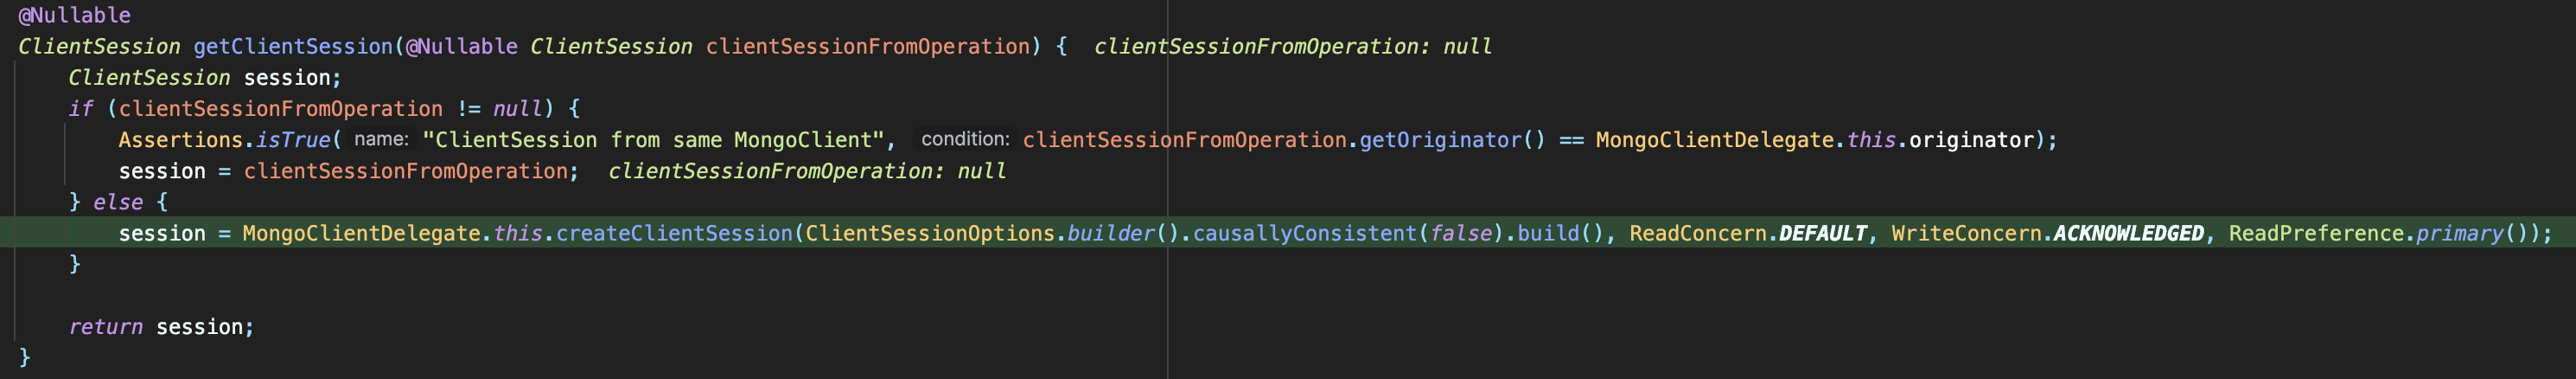 @Nullable
ClientSession getClientSession(@Nullable ClientSession clientSessionFromOperation) {  clientSessionFromOperation: null
    ClientSession session;
    if (clientSessionFromOperation != null) {
        Assertions.isTrue( name: "ClientSession from same MongoClient",  condition: clientSessionFromOperation.getOriginator() == MongoClientDelegate.this.originator);
        session = clientSessionFromOperation;  clientSessionFromOperation: null
    } else {
        session = MongoClientDelegate.this.createClientSession(ClientSessionOptions.builder().causallyConsistent(false).build(), ReadConcern.DEFAULT, WriteConcern.ACKNOWLEDGED, ReadPreference.primary());
    }
    return session;
}